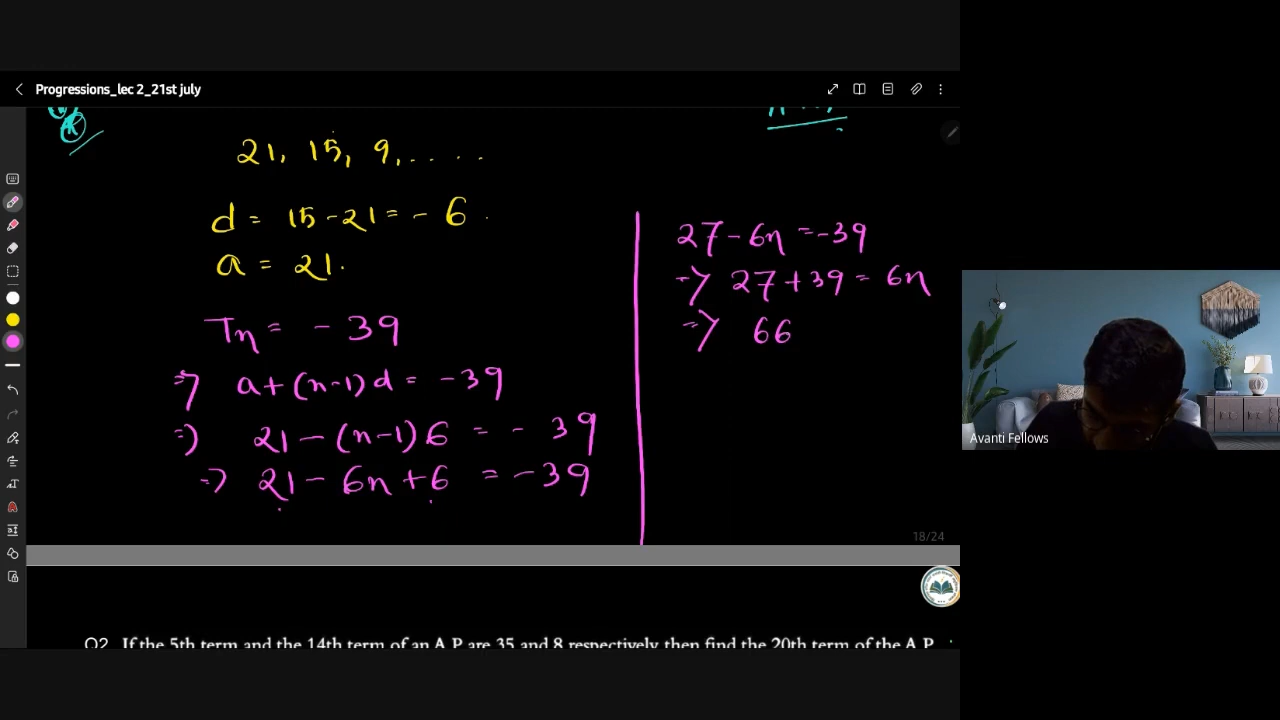 Progressions_lec 2_21st july
21, 15, 9, . . . .
d = 15 - 21 = - 6
a = 21.
Tn = - 39
=> a + (n-1) d = -39
=> 21 - (n-1) 6 = - 39
=> 21 - 6n + 6 = -39
27 - 6n = -39
=> 27 + 39 = 6n
=> 66
18/24
Q2 If the 5th term and the 14th term of an A.P are 35 and 8 respectively then find the 20th term of the A.P
Avanti Fellows